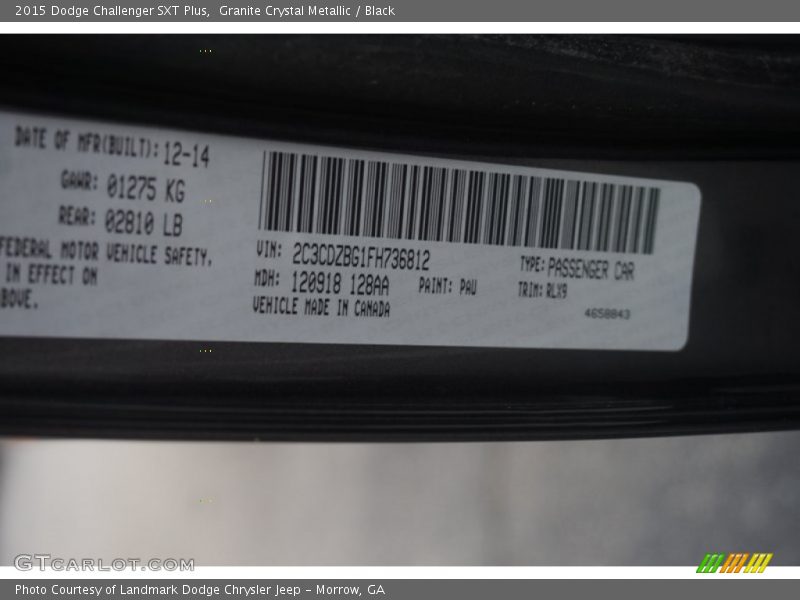 2015 Dodge Challenger SXT Plus,  Granite Crystal Metallic / Black
DATE OF MFR(BUILT): 12-14
GAWR: 01275 KG
REAR: 02810 LB
FEDERAL MOTOR VEHICLE SAFETY,
IN EFFECT ON
BOVE.
VIN: 2C3CDZBG1FH736812
TYPE: PASSENGER CAR
MDH: 120918 128AA
PAINT: PAU
TRIM: RLX9
VEHICLE MADE IN CANADA
4658843
GTCARLOT.COM
Photo Courtesy of Landmark Dodge Chrysler Jeep – Morrow, GA